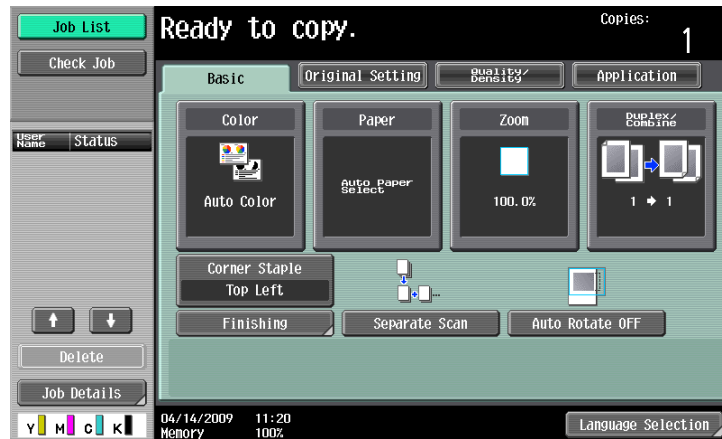 Job List
Ready to copy.
Copies:
1
Check Job
Basic
Original Setting
Quality/
Density
Application
User
Name
Status
Color
Paper
Zoom
Duplex/
Combine
Auto Color
Auto Paper
Select
100.0%
1 → 1
Corner Staple
Top Left
Finishing
Separate Scan
Auto Rotate OFF
Delete
Job Details
Y M C K
04/14/2009 11:20
Memory 100%
Language Selection